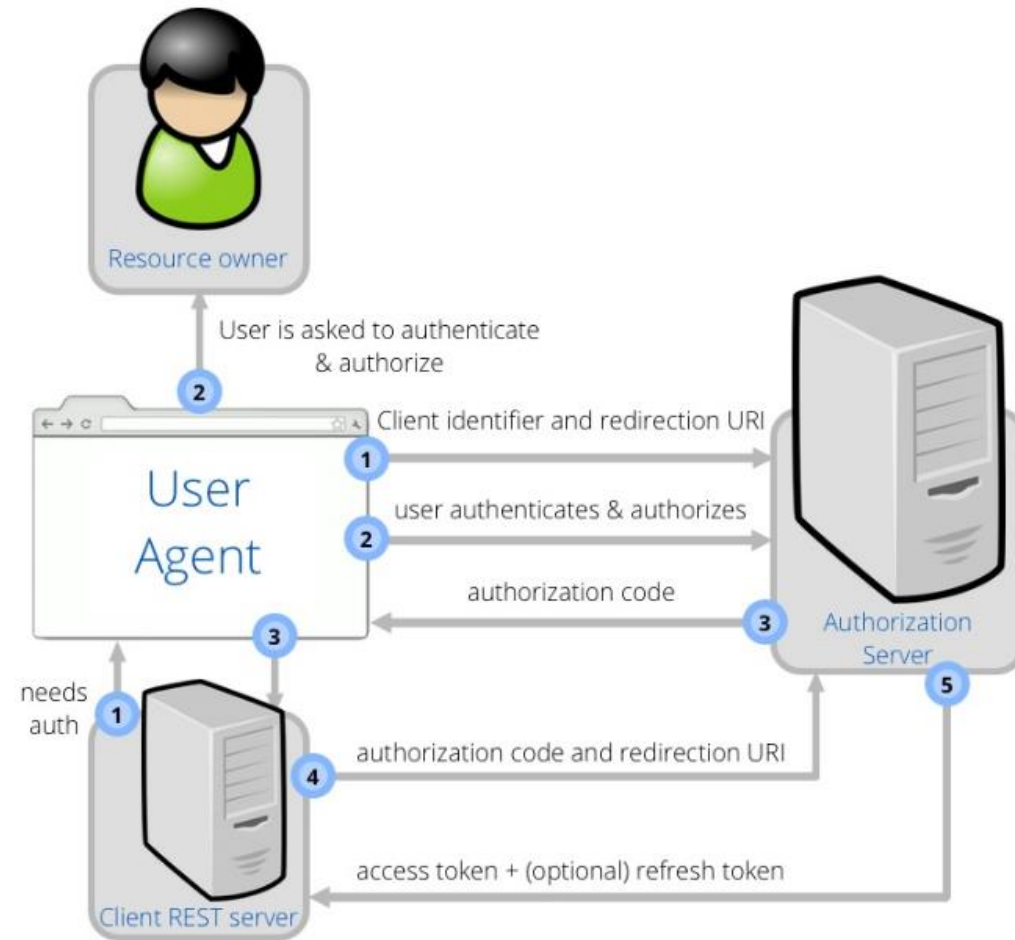 Resource owner
User is asked to authenticate
& authorize
2
Client identifier and redirection URI
1
User
Agent
user authenticates & authorizes
2
authorization code
3
3
Authorization
Server
5
needs
auth
1
authorization code and redirection URI
4
access token + (optional) refresh token
Client REST server